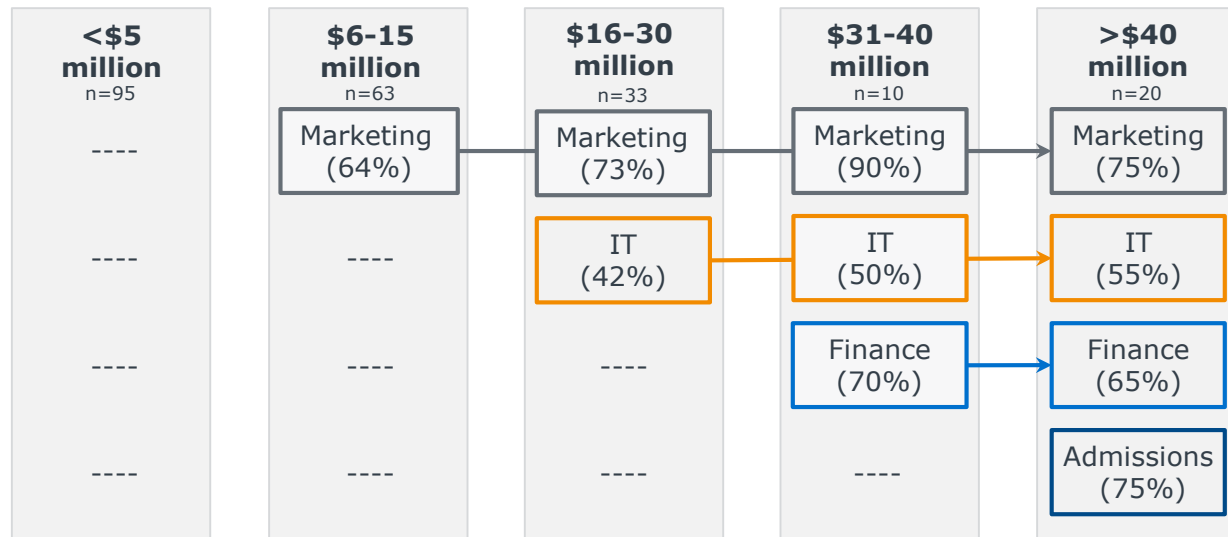 <$5
million
n=95
$6-15
million
n=63
$16-30
million
n=33
$31-40
million
n=10
>$40
million
n=20
----
Marketing
(64%)
Marketing
(73%)
Marketing
(90%)
Marketing
(75%)
----
----
IT
(42%)
IT
(50%)
IT
(55%)
----
----
----
Finance
(70%)
Finance
(65%)
----
----
----
----
Admissions
(75%)